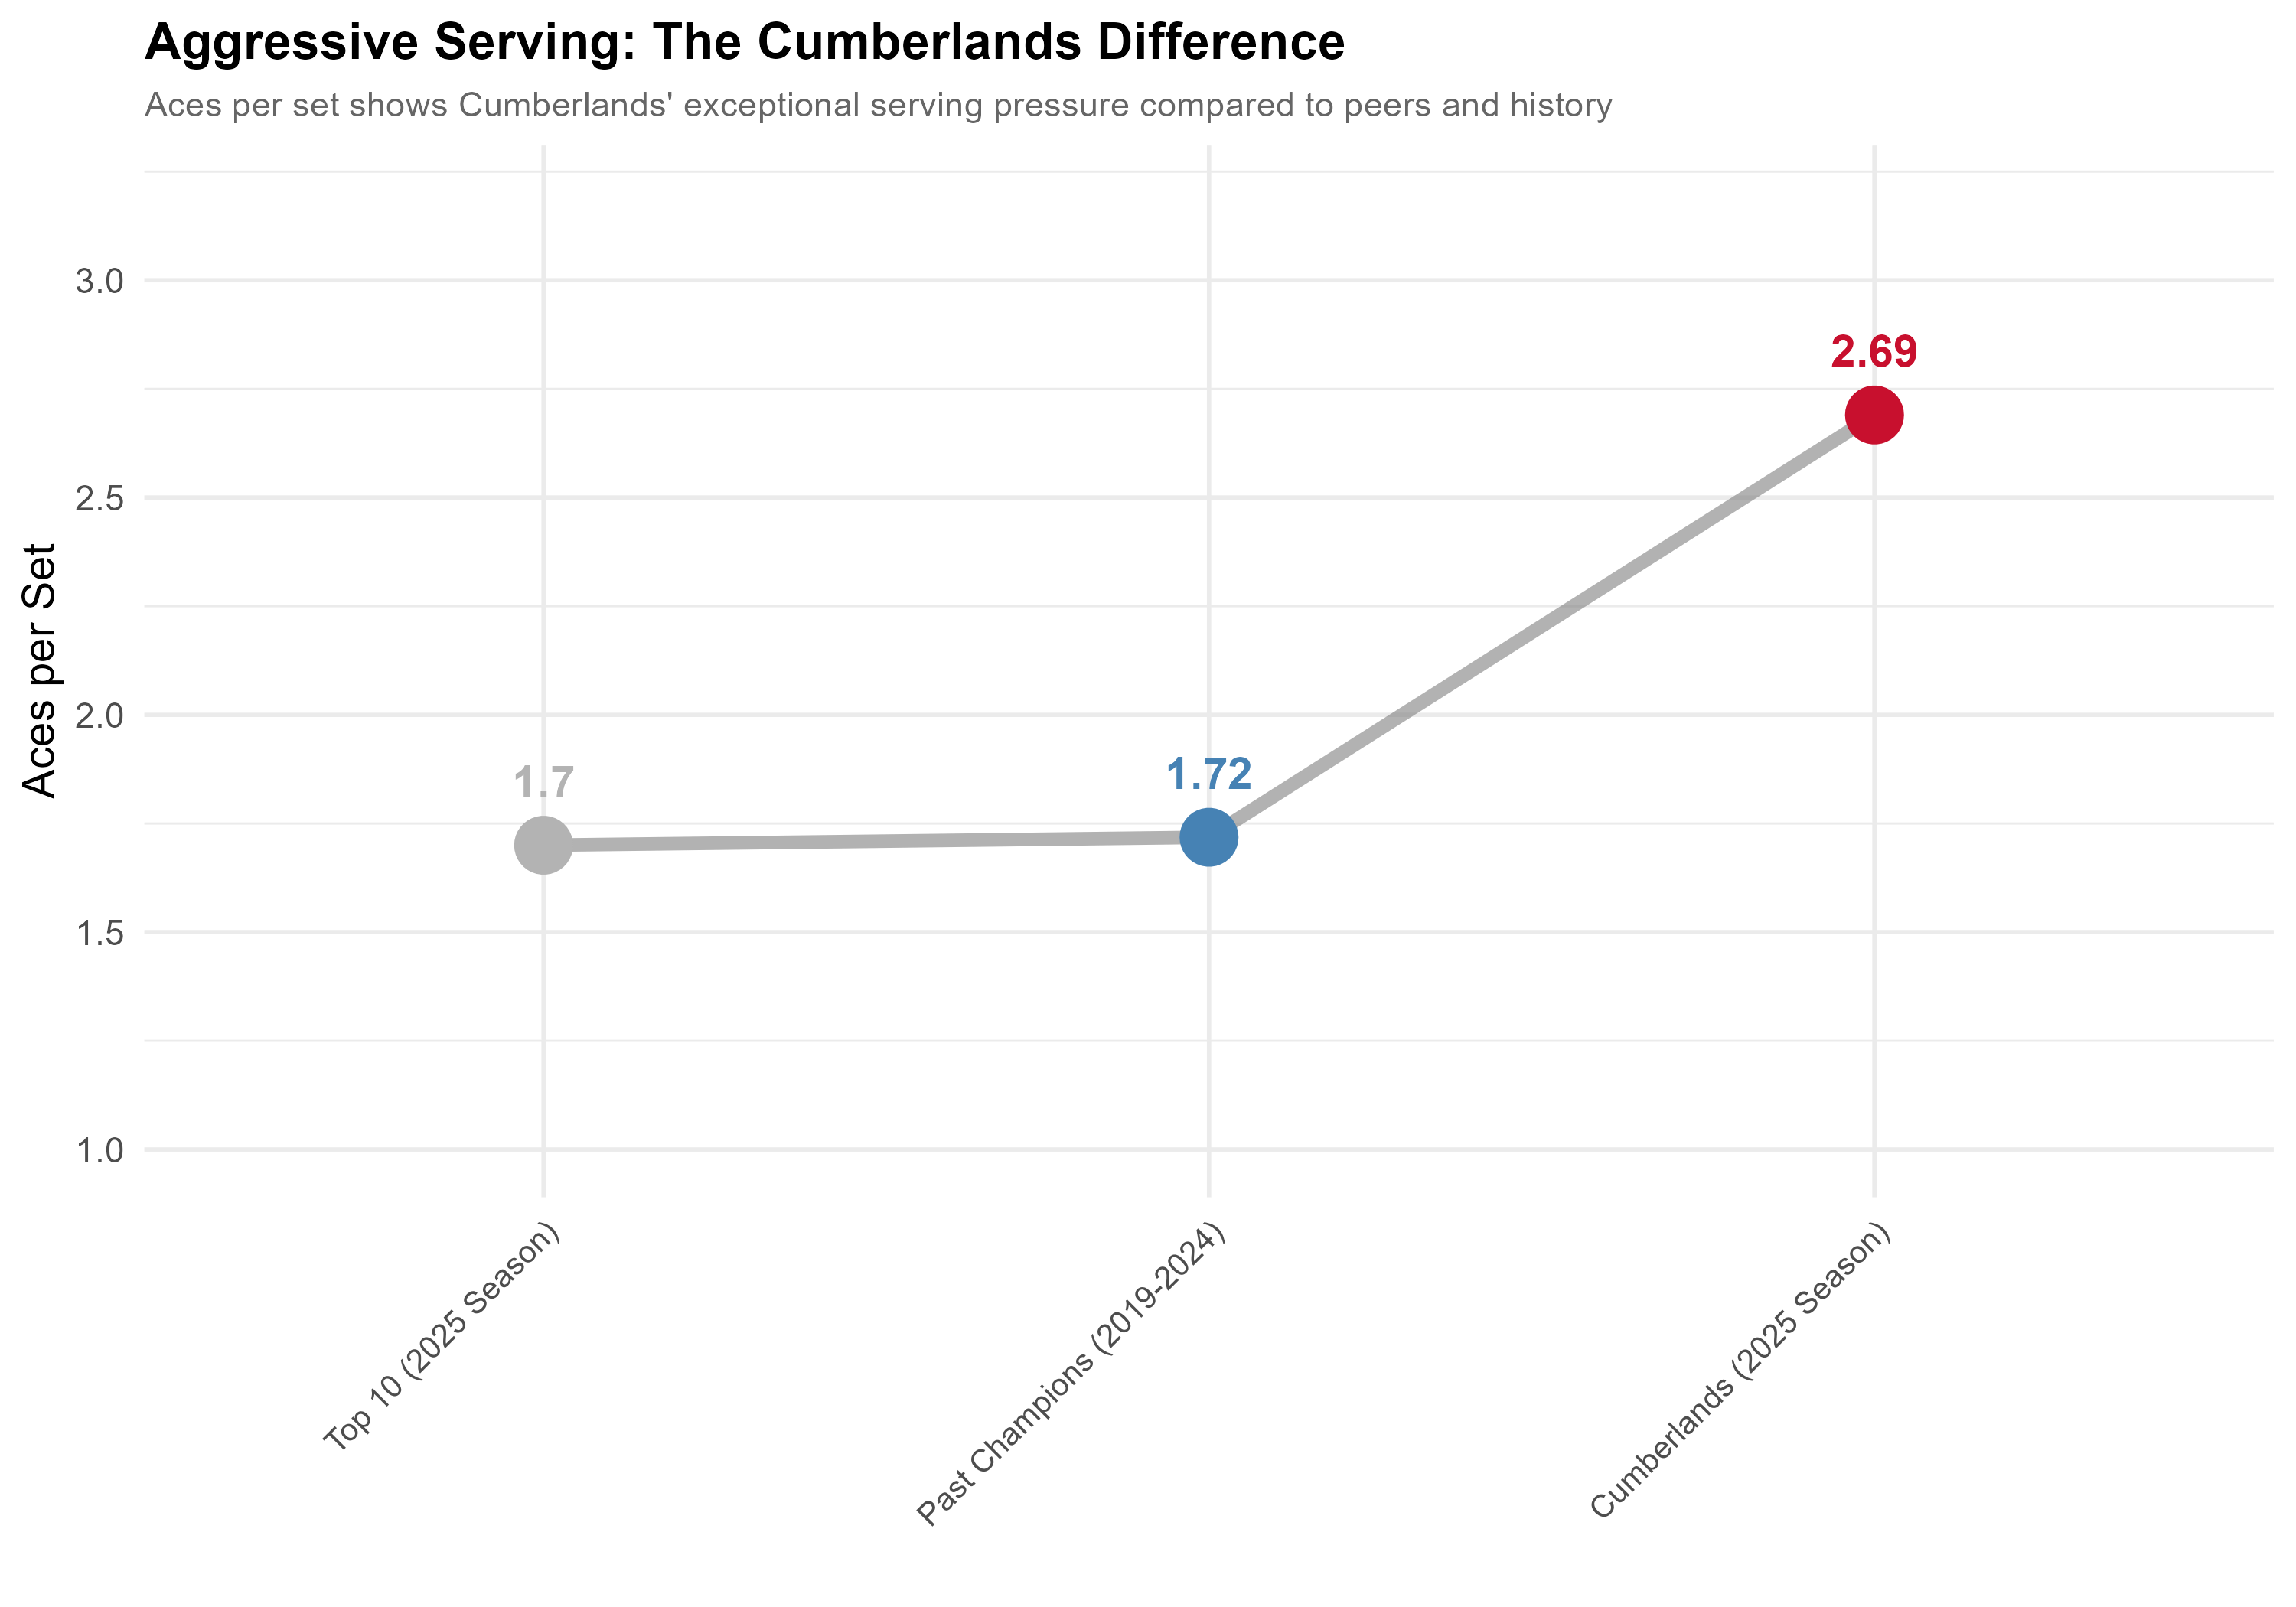 Aggressive Serving: The Cumberlands Difference
Aces per set shows Cumberlands' exceptional serving pressure compared to peers and history
Aces per Set
3.0
2.5
2.0
1.5
1.0
1.7
1.72
2.69
Top 10 (2025 Season)
Past Champions (2019-2024)
Cumberlands (2025 Season)